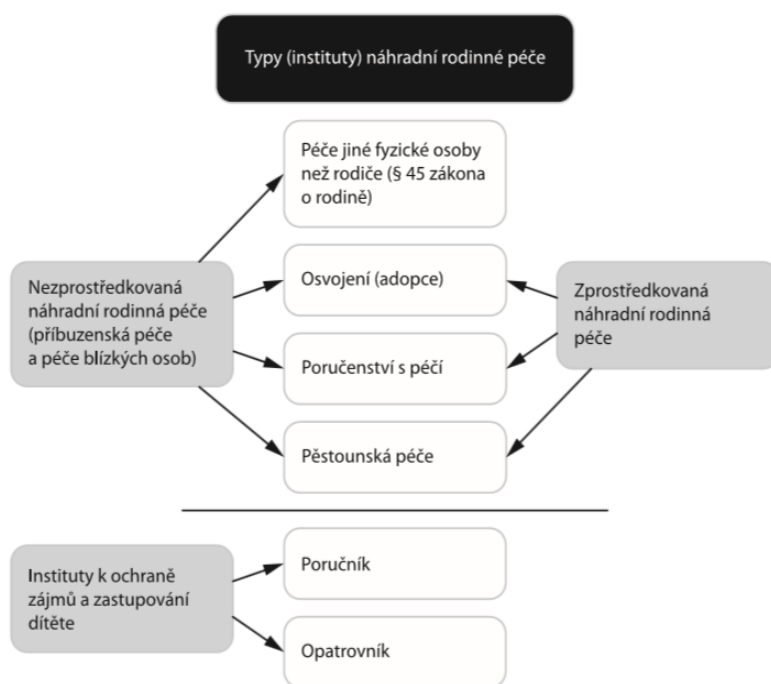 Typy (instituty) náhradní rodinné péče
Péče jiné fyzické osoby
než rodiče (§ 45 zákona
o rodině)
Nezprostředkovaná
náhradní rodinná péče
(příbuzenská péče
a péče blízkých osob)
Osvojení (adopce)
Zprostředkovaná
náhradní rodinná
péče
Poručenství s péčí
Pěstounská péče
Instituty k ochraně
zájmů a zastupování
dítěte
Poručník
Opatrovník